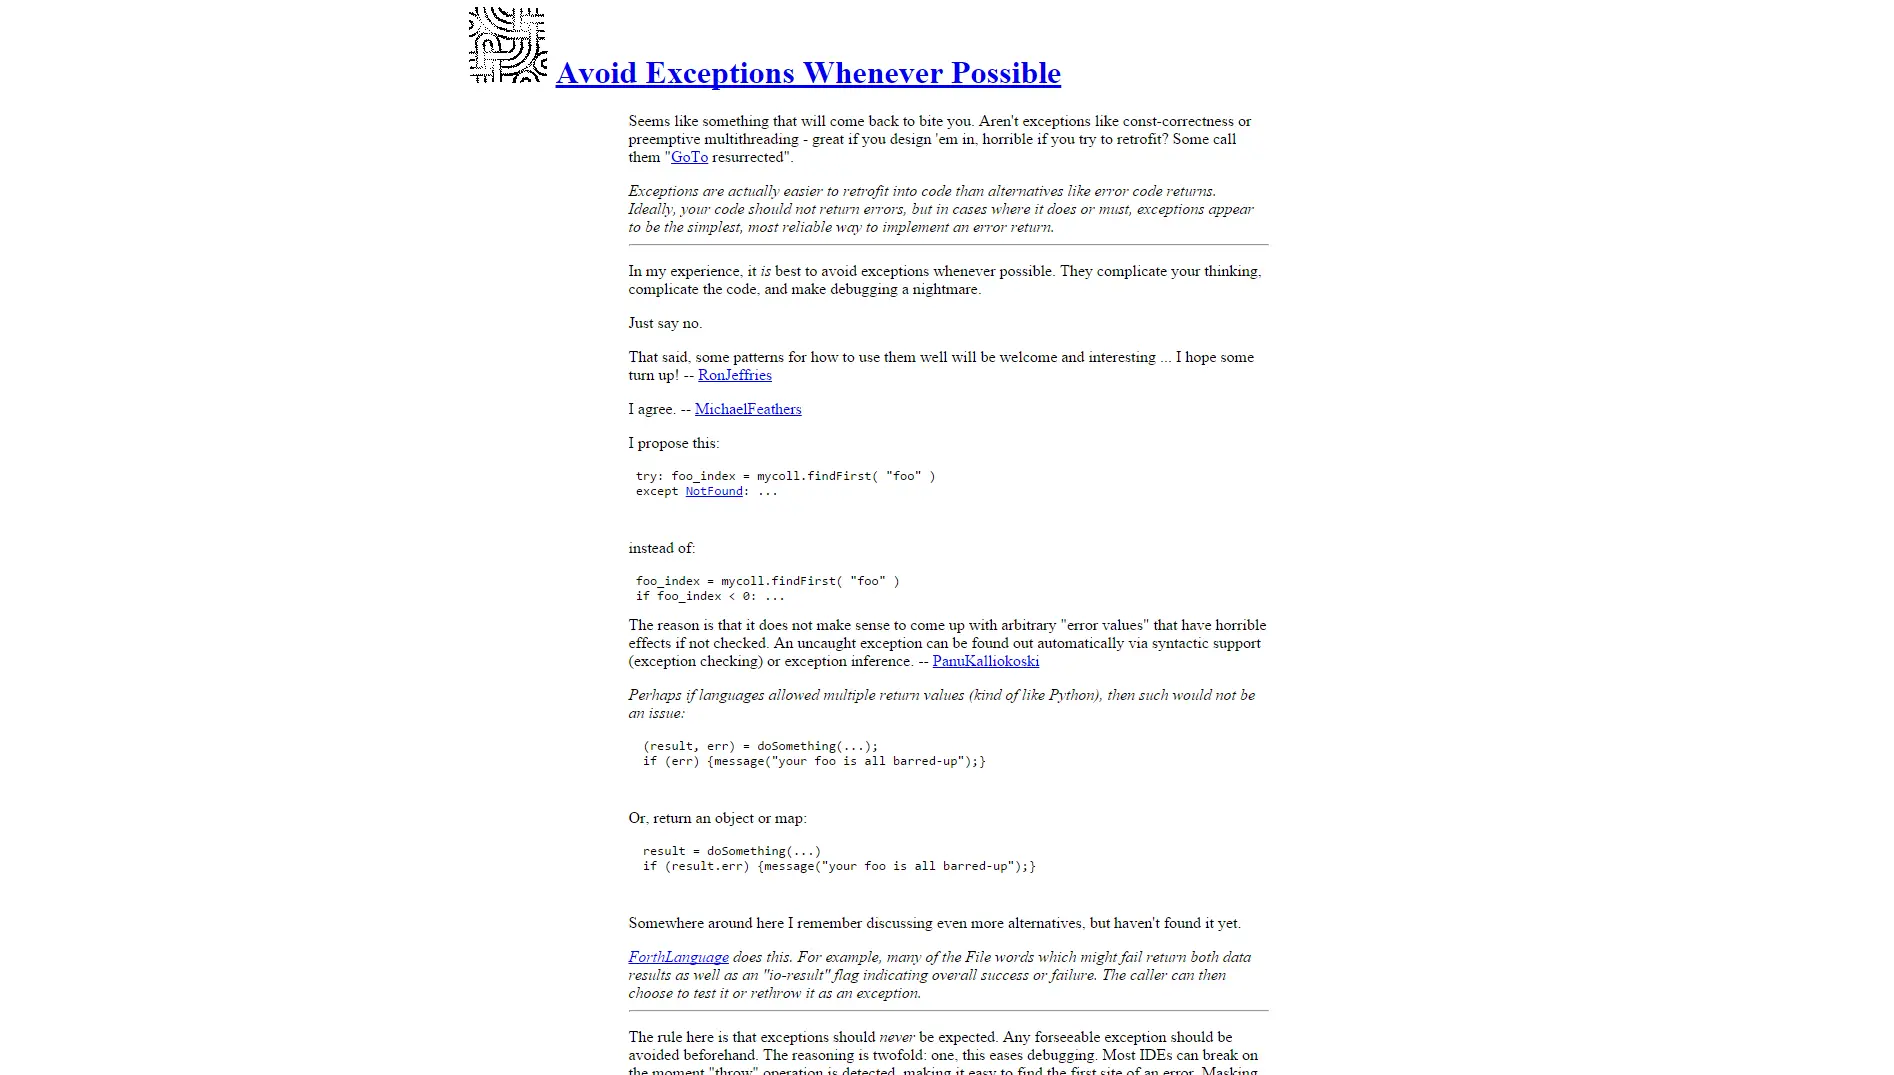 Avoid Exceptions Whenever Possible
Seems like something that will come back to bite you. Aren't exceptions like const-correctness or
preemptive multithreading - great if you design 'em in, horrible if you try to retrofit? Some call
them "GoTo resurrected".
Exceptions are actually easier to retrofit into code than alternatives like error code returns.
Ideally, your code should not return errors, but in cases where it does or must, exceptions appear
to be the simplest, most reliable way to implement an error return.
In my experience, it is best to avoid exceptions whenever possible. They complicate your thinking,
complicate the code, and make debugging a nightmare.
Just say no.
That said, some patterns for how to use them well will be welcome and interesting ... I hope some
turn up! -- RonJeffries
I agree. -- MichaelFeathers
I propose this:
try: foo_index = mycoll.findFirst( "foo" )
except NotFound: ...
instead of:
foo_index = mycoll.findFirst( "foo" )
if foo_index < 0: ...
The reason is that it does not make sense to come up with arbitrary "error values" that have horrible
effects if not checked. An uncaught exception can be found out automatically via syntactic support
(exception checking) or exception inference. -- PanuKalliokoski
Perhaps if languages allowed multiple return values (kind of like Python), then such would not be
an issue:
(result, err) = doSomething(...);
if (err) {message("your foo is all barred-up");}
Or, return an object or map:
result = doSomething(...)
if (result.err) {message("your foo is all barred-up");}
Somewhere around here I remember discussing even more alternatives, but haven't found it yet.
ForthLanguage does this. For example, many of the File words which might fail return both data
results as well as an "io-result" flag indicating overall success or failure. The caller can then
choose to test it or rethrow it as an exception.
The rule here is that exceptions should never be expected. Any forseeable exception should be
avoided beforehand. The reasoning is twofold: one, this eases debugging. Most IDEs can break on
the moment "throw" operation is detected, making it easy to find the first site of an error. Masking